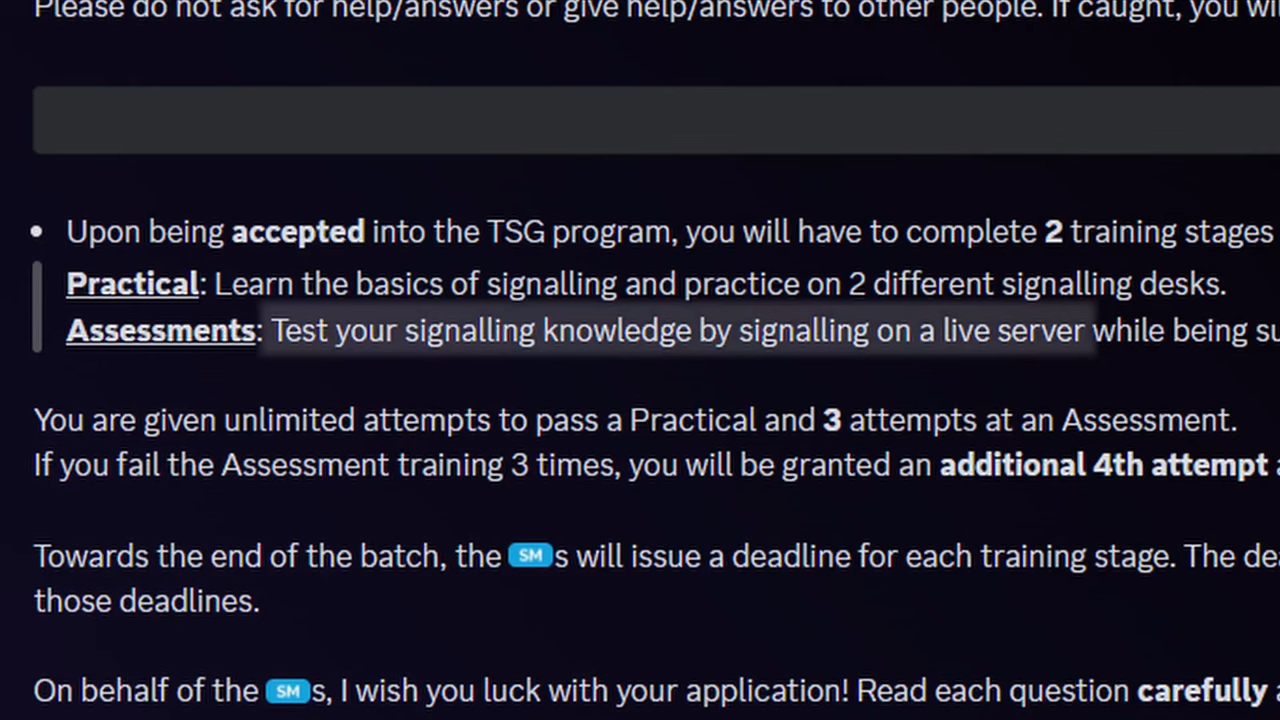 Please do not ask for help/answers or give help/answers to other people. If caught, you
Upon being accepted into the TSG program, you will have to complete 2 training stages
Practical: Learn the basics of signalling and practice on 2 different signalling desks.
Assessments: Test your signalling knowledge by signalling on a live server while being
You are given unlimited attempts to pass a Practical and 3 attempts at an Assessment.
If you fail the Assessment training 3 times, you will be granted an additional 4th attempt
Towards the end of the batch, the SMs will issue a deadline for each training stage. The
those deadlines.
On behalf of the SMs, I wish you luck with your application! Read each question carefully